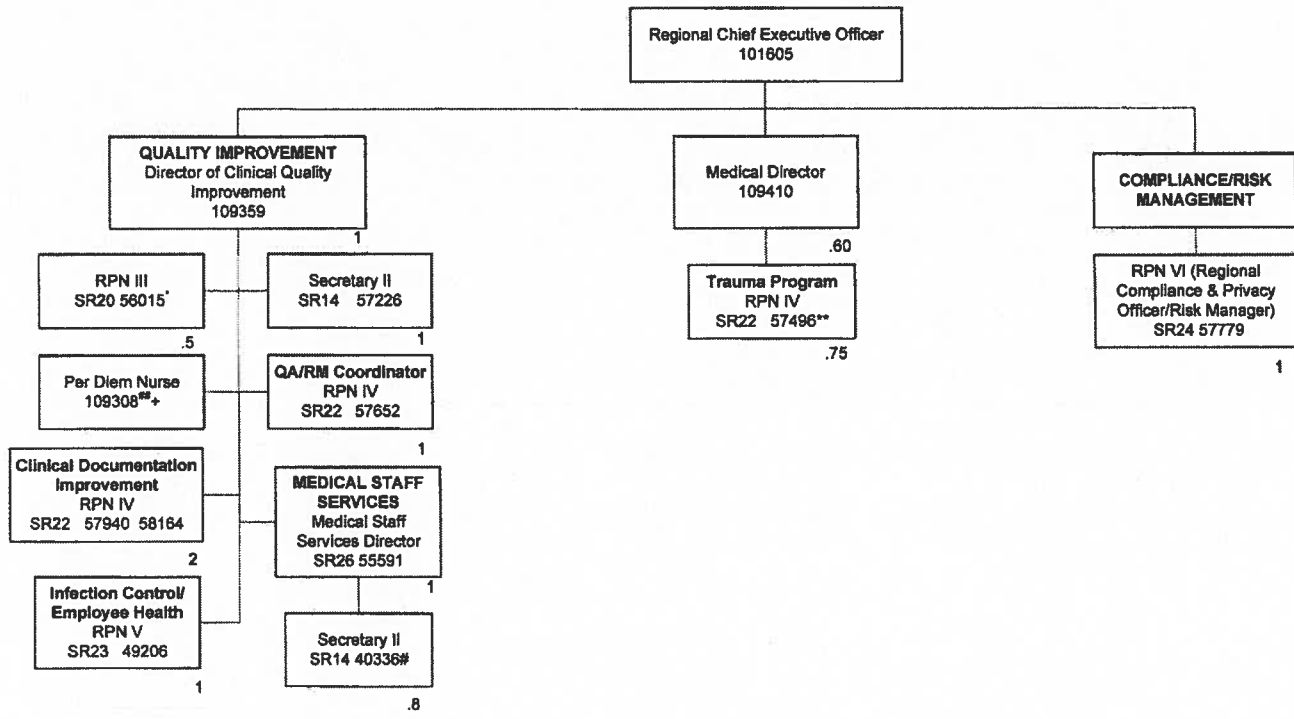 Regional Chief Executive Officer
101605
QUALITY IMPROVEMENT
Director of Clinical Quality
Improvement
109359
1
Medical Director
109410
.60
COMPLIANCE/RISK
MANAGEMENT
RPN III
SR20 56015*
.5
Secretary II
SR14 57226
1
Trauma Program
RPN IV
SR22 57496**
.75
RPN VI (Regional
Compliance & Privacy
Officer/Risk Manager)
SR24 57779
1
Per Diem Nurse
109308##+
QA/RM Coordinator
RPN IV
SR22 57652
1
Clinical Documentation
Improvement
RPN IV
SR22 57940 58164
2
MEDICAL STAFF
SERVICES
Medical Staff
Services Director
SR26 55591
1
Infection Control/
Employee Health
RPN V
SR23 49206
1
Secretary II
SR14 40336#
.8